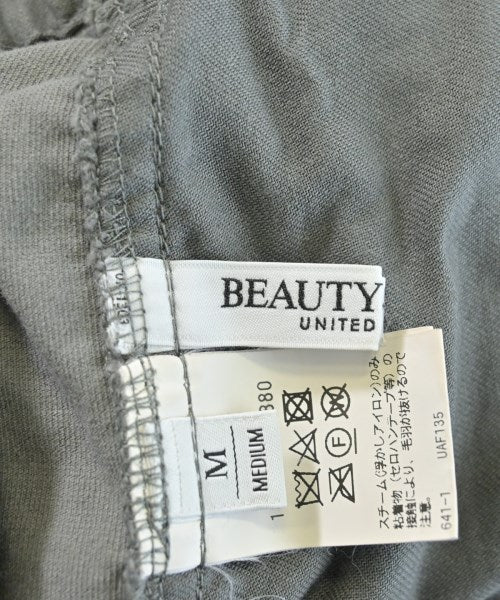 BEAUTY
UNITED
M
MEDIUM
380
F
スチーム(浮かしアイロン)のみ
粘着物(セロハンテープ等)の
接触により、毛羽が抜けるので
注意。
641-1
UAF135